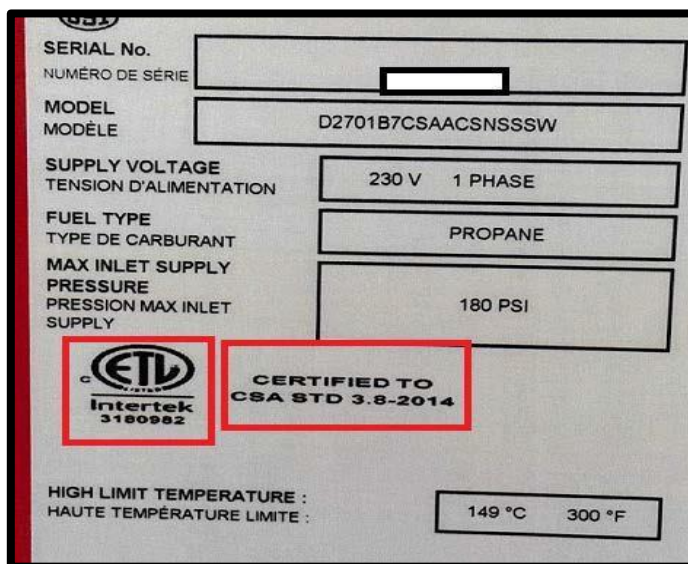 GSI
SERIAL No.
NUMÉRO DE SÉRIE
MODEL
MODÈLE
D2701B7CSAACSNSSSW
SUPPLY VOLTAGE
TENSION D'ALIMENTATION
230 V 1 PHASE
FUEL TYPE
TYPE DE CARBURANT
PROPANE
MAX INLET SUPPLY
PRESSURE
PRESSION MAX INLET
SUPPLY
180 PSI
C
ETL
LISTED
Intertek
3180982
CERTIFIED TO
CSA STD 3.8-2014
HIGH LIMIT TEMPERATURE :
HAUTE TEMPÉRATURE LIMITE :
149 °C 300 °F